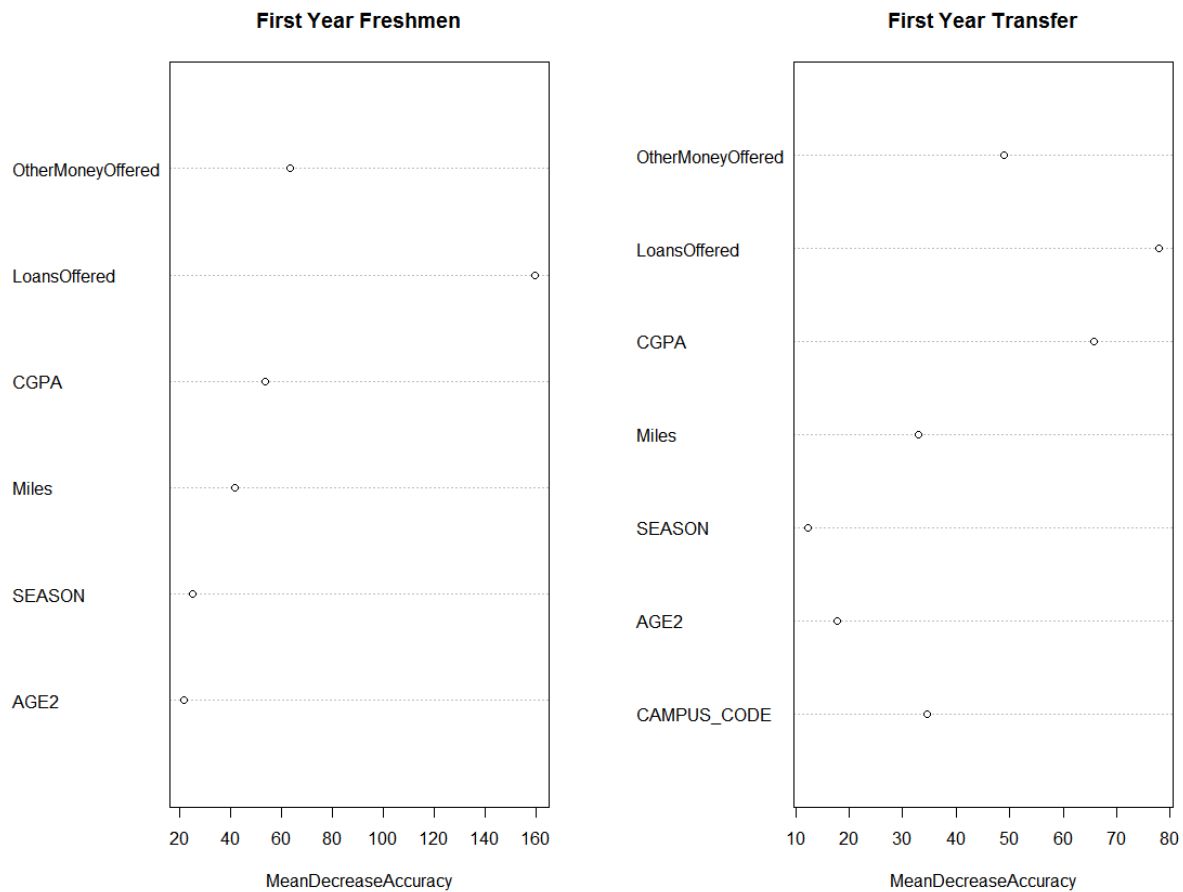 First Year Freshmen
OtherMoneyOffered
LoansOffered
CGPA
Miles
SEASON
AGE2
20 40 60 80 100 120 140 160
MeanDecreaseAccuracy
First Year Transfer
OtherMoneyOffered
LoansOffered
CGPA
Miles
SEASON
AGE2
CAMPUS_CODE
10 20 30 40 50 60 70 80
MeanDecreaseAccuracy